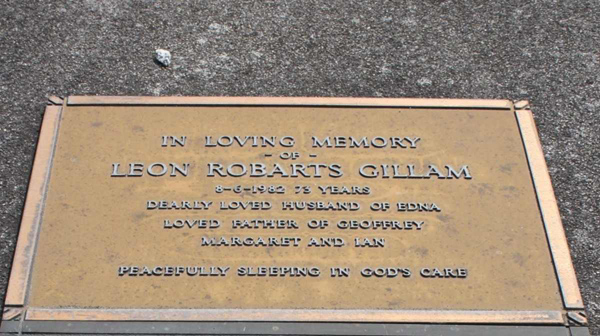 IN LOVING MEMORY
- OF -
LEON ROBARTS GILLAM
8-6-1982 73 YEARS
DEARLY LOVED HUSBAND OF EDNA
LOVED FATHER OF GEOFFREY
MARGARET AND IAN
PEACEFULLY SLEEPING IN GOD'S CARE